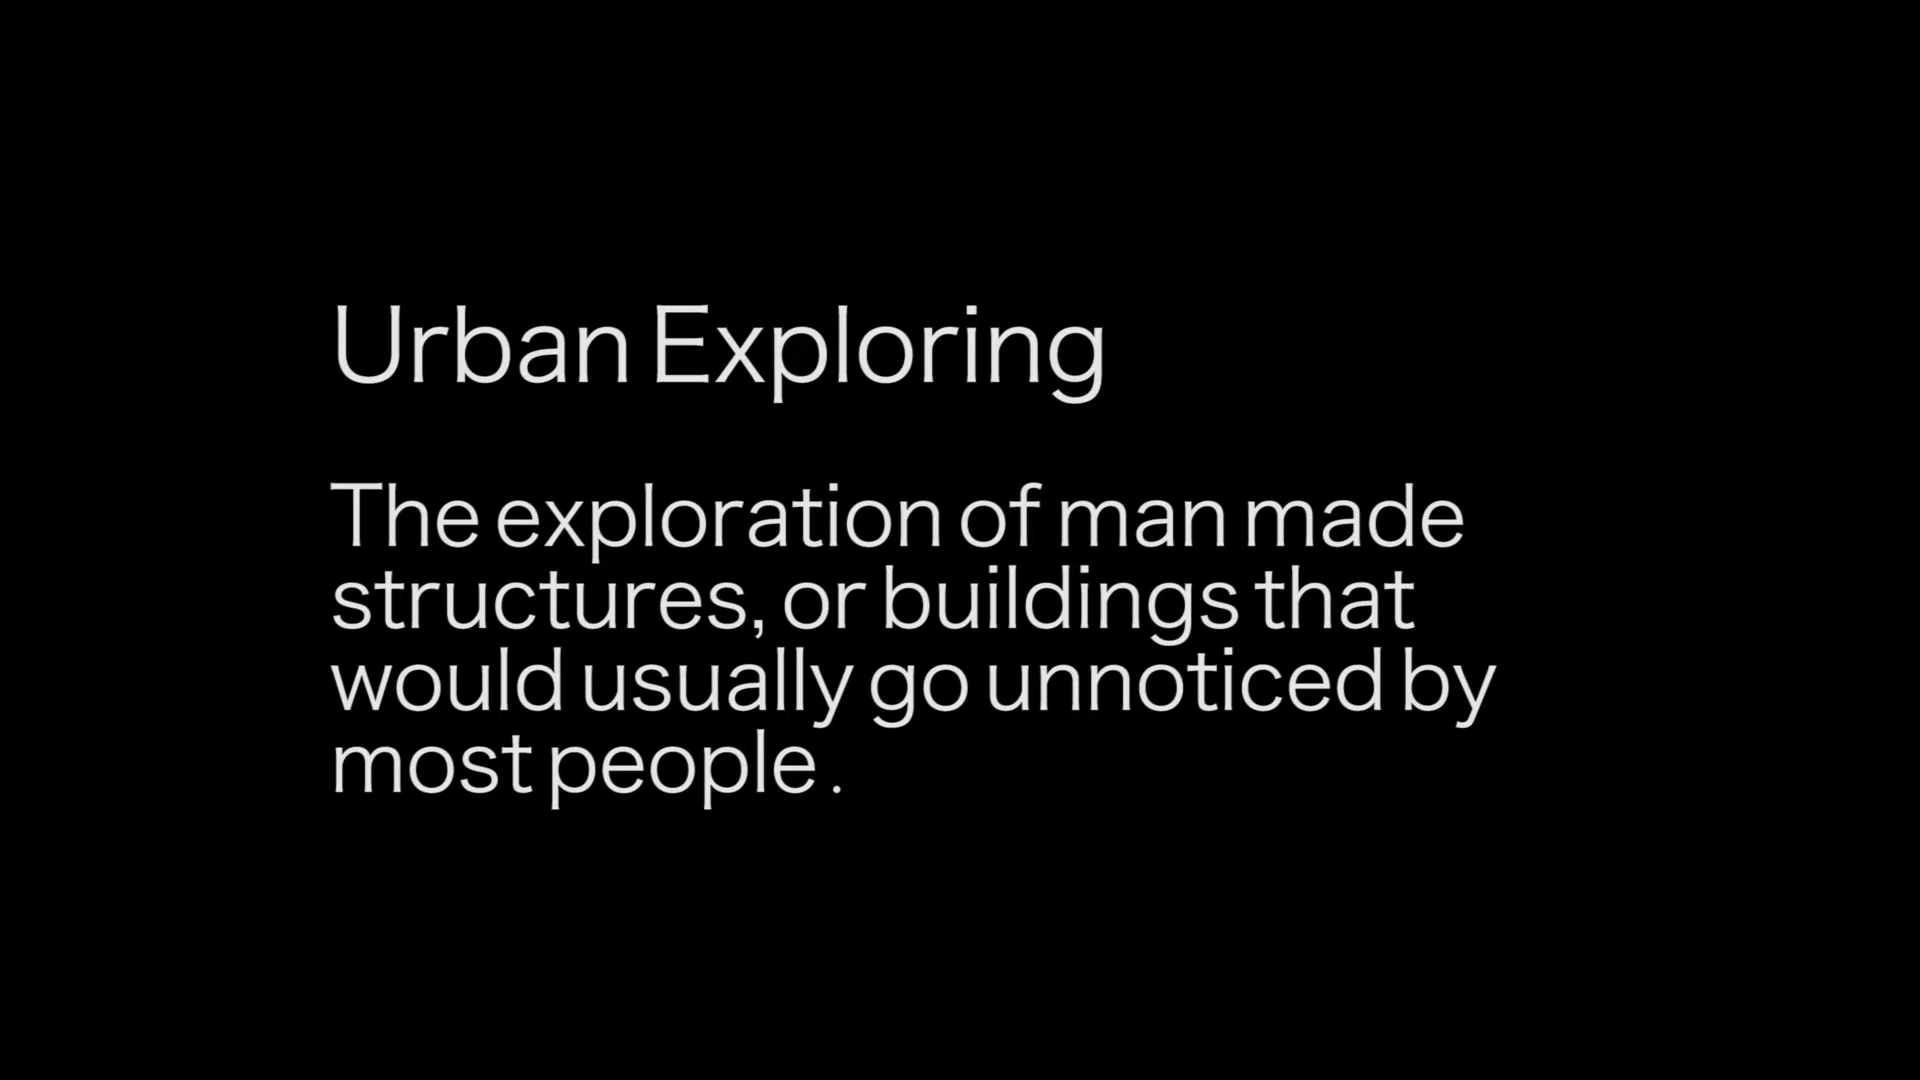 Urban Exploring
The exploration of man made
structures, or buildings that
would usually go unnoticed by
most people .